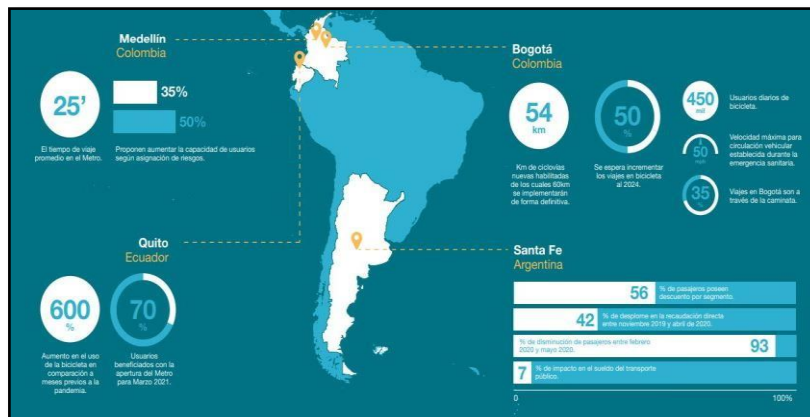 Medellín
Colombia
25'
El tiempo de viaje
promedio en el Metro.
35%
50%
Proponen aumentar la capacidad de usuarios
según asignación de riesgos.
Bogotá
Colombia
54
km
Km de ciclovías
nuevas habilitadas
de los cuales 60km
se implementarán
de forma definitiva.
50
%
Se espera incrementar
los viajes en bicicleta
al 2024.
450
mil
Usuarios diarios de
bicicleta.
50
Velocidad máxima para
circulación vehicular
establecida durante la
emergencia sanitaria.
35
%
Viajes en Bogotá son a
través de la caminata.
Quito
Ecuador
600
%
Aumento en el uso
de la bicicleta en
comparación a
meses previos a la
pandemia.
70
%
Usuarios
beneficiados con la
apertura del Metro
para Marzo 2021.
Santa Fe
Argentina
56
% de pasajeros poseen
descuento por segmento.
42
% de desplome en la recaudación directa
entre noviembre 2019 y abril de 2020.
% de disminución de pasajeros entre febrero
2020 y mayo 2020.
93
7
% de impacto en el sueldo del transporte
público.
0
100%